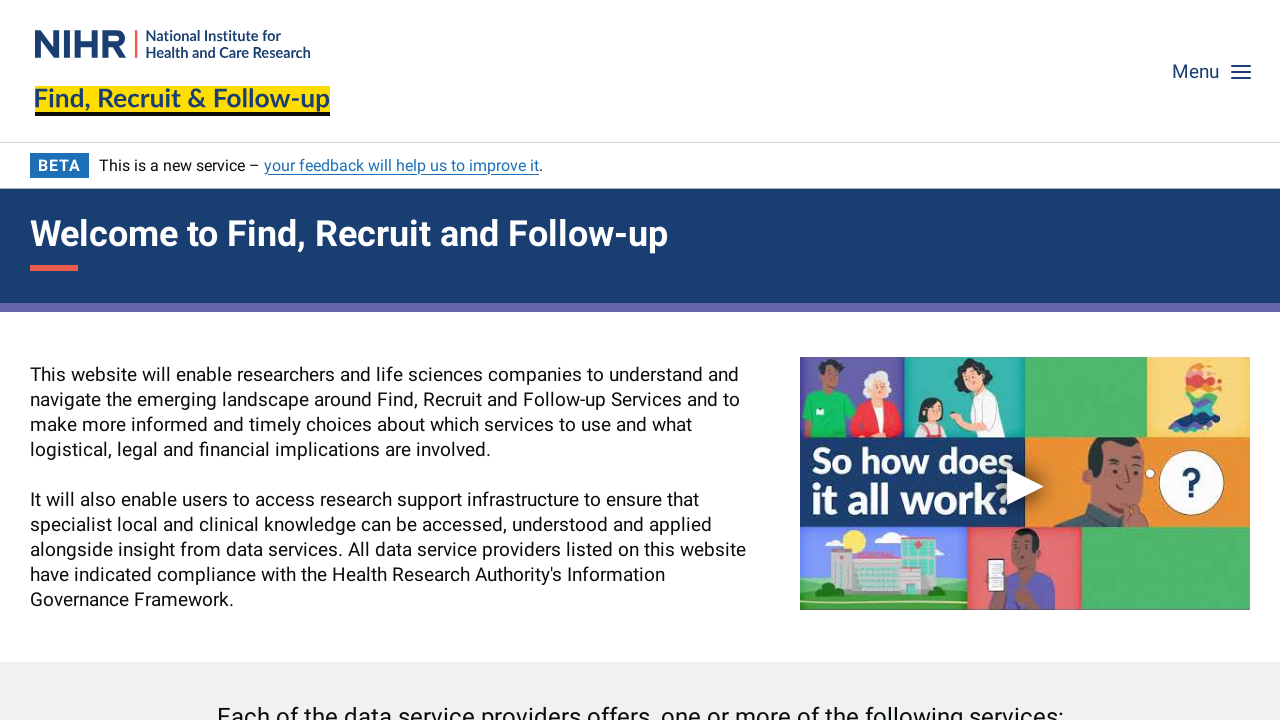 NIHR | National Institute for
Health and Care Research
Find, Recruit & Follow-up
Menu
BETA This is a new service – your feedback will help us to improve it.
Welcome to Find, Recruit and Follow-up
This website will enable researchers and life sciences companies to understand and
navigate the emerging landscape around Find, Recruit and Follow-up Services and to
make more informed and timely choices about which services to use and what
logistical, legal and financial implications are involved.
It will also enable users to access research support infrastructure to ensure that
specialist local and clinical knowledge can be accessed, understood and applied
alongside insight from data services. All data service providers listed on this website
have indicated compliance with the Health Research Authority's Information
Governance Framework.
So how does
it all work?
?
Each of the data service providers offers, one or more of the following services: